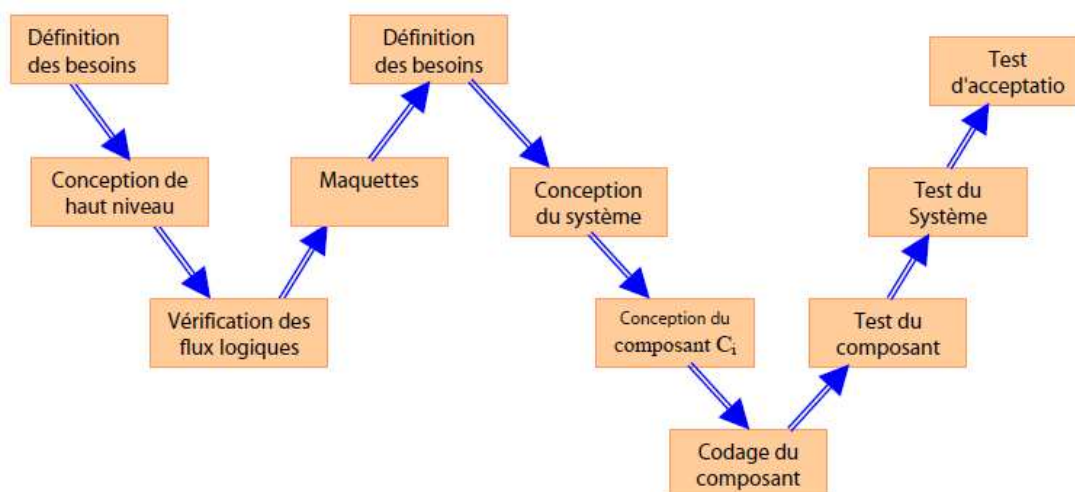 Définition
des besoins
Conception de
haut niveau
Vérification des
flux logiques
Maquettes
Définition
des besoins
Conception
du système
Conception du
composant Ci
Codage du
composant
Test du
composant
Test du
Système
Test
d'acceptatio